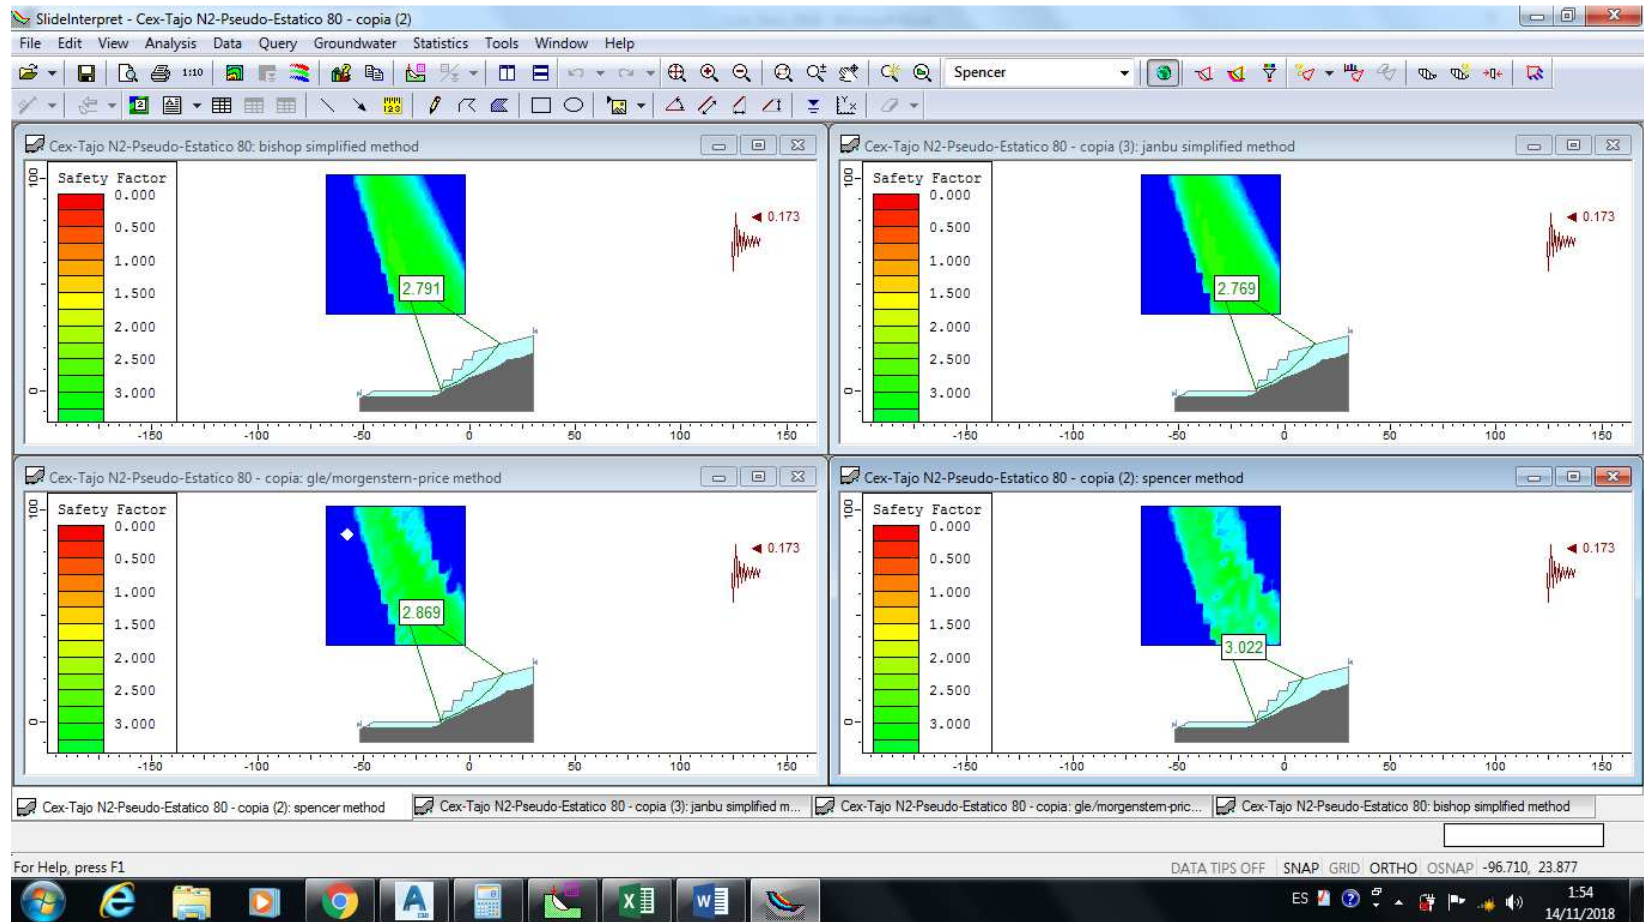 SlideInterpret - Cex-Tajo N2-Pseudo-Estatico 80 - copia (2)
File Edit View Analysis Data Query Groundwater Statistics Tools Window Help
1:10
Spencer
Cex-Tajo N2-Pseudo-Estatico 80: bishop simplified method
100
0
Safety Factor
0.000
0.500
1.000
1.500
2.000
2.500
3.000
2.791
0.173
-150 -100 -50 0 50 100 150
Cex-Tajo N2-Pseudo-Estatico 80 - copia (3): janbu simplified method
100
0
Safety Factor
0.000
0.500
1.000
1.500
2.000
2.500
3.000
2.769
0.173
-150 -100 -50 0 50 100 150
Cex-Tajo N2-Pseudo-Estatico 80 - copia: gle/morgenstern-price method
100
0
Safety Factor
0.000
0.500
1.000
1.500
2.000
2.500
3.000
2.869
0.173
-150 -100 -50 0 50 100 150
Cex-Tajo N2-Pseudo-Estatico 80 - copia (2): spencer method
100
0
Safety Factor
0.000
0.500
1.000
1.500
2.000
2.500
3.000
3.022
0.173
-150 -100 -50 0 50 100 150
Cex-Tajo N2-Pseudo-Estatico 80 - copia (2): spencer method
Cex-Tajo N2-Pseudo-Estatico 80 - copia (3): janbu simplified m...
Cex-Tajo N2-Pseudo-Estatico 80 - copia: gle/morgenstern-pric...
Cex-Tajo N2-Pseudo-Estatico 80: bishop simplified method
For Help, press F1
DATA TIPS OFF SNAP GRID ORTHO OSNAP -96.710, 23.877
ES 1:54
14/11/2018